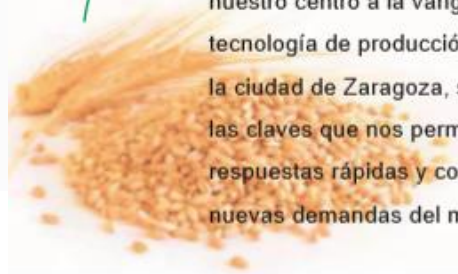 nuestro centro a la vang
tecnología de producció
la ciudad de Zaragoza, s
las claves que nos perm
respuestas rápidas y co
nuevas demandas del m